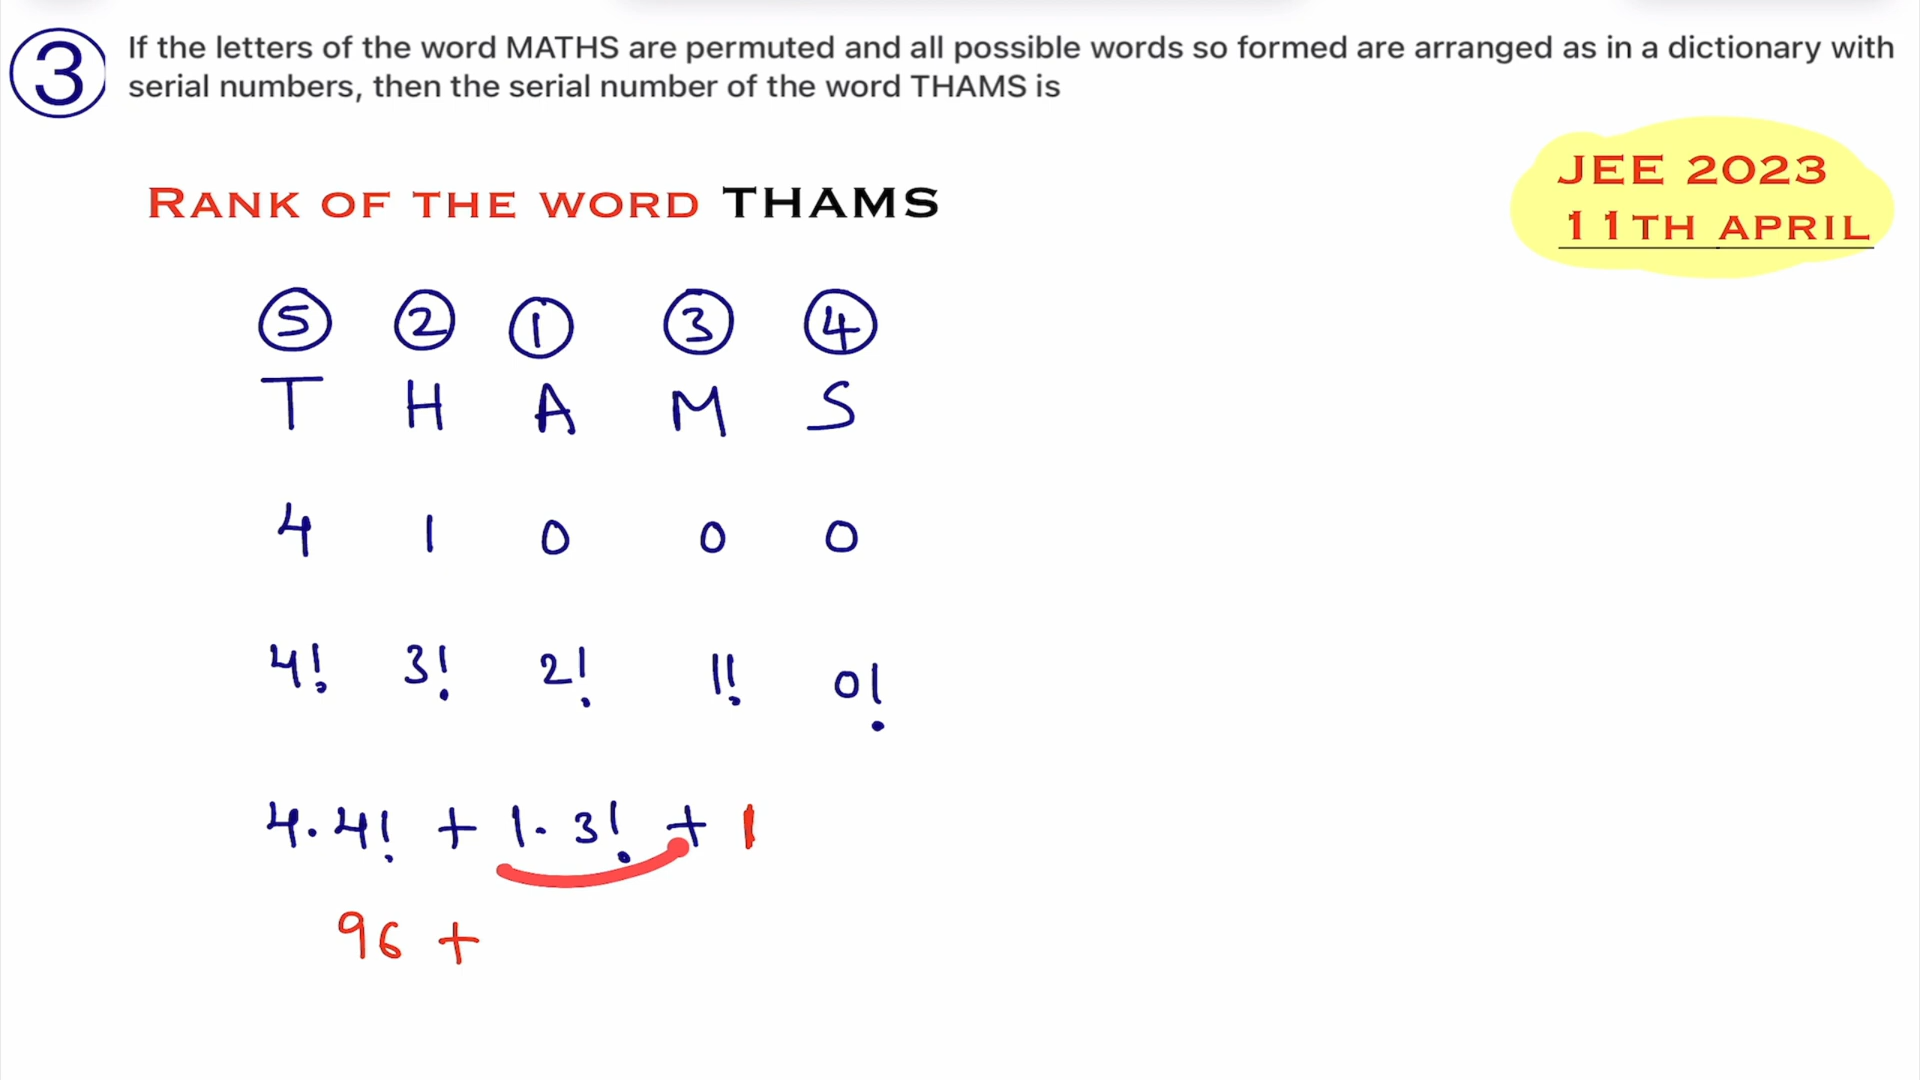 3 If the letters of the word MATHS are permuted and all possible words so formed are arranged as in a dictionary with
serial numbers, then the serial number of the word THAMS is
JEE 2023
11TH APRIL
RANK OF THE WORD THAMS
5 2 1 3 4
T H A M S
4 1 0 0 0
4! 3! 2! 1! 0!
4.4! + 1.3! + 1
96 +